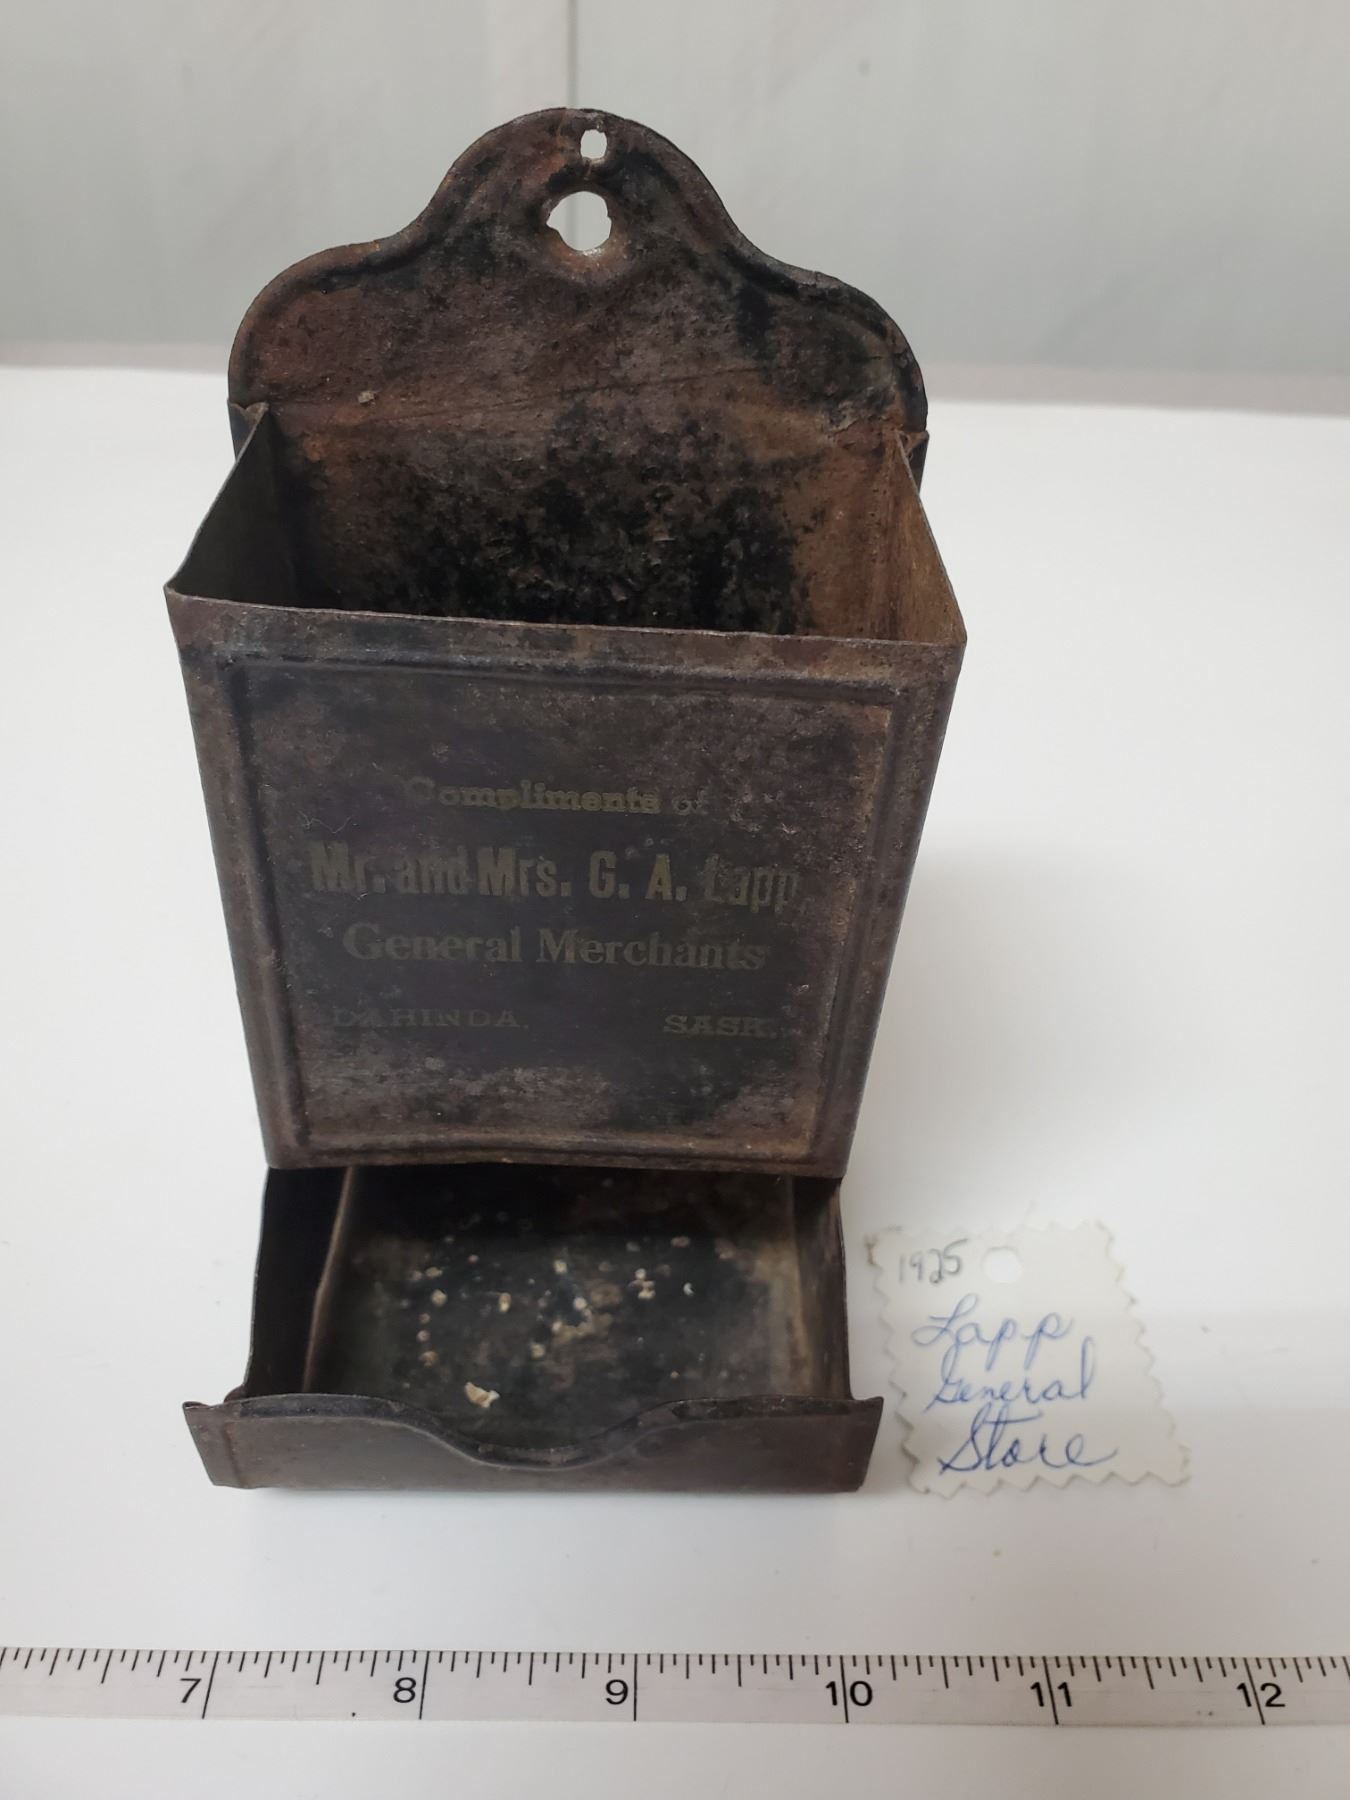 Compliments of
Mr. and Mrs. G. A. Lapp
General Merchants
DAHINDA, SASK.
1925
Lapp
General
Store
7 8 9 10 11 12